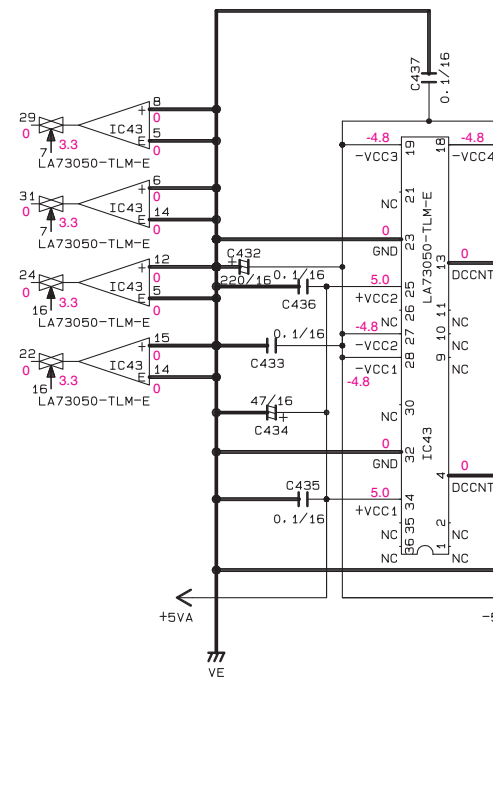 C437
0.1/16
29
0
7
3.3
8
+
0
IC43
5
E
0
LA73050-TLM-E
31
0
7
3.3
6
+
0
IC43
14
E
0
LA73050-TLM-E
24
0
16
3.3
12
+
0
IC43
5
E
0
LA73050-TLM-E
22
0
16
3.3
15
+
0
IC43
14
E
0
LA73050-TLM-E
C432
+
220/16
0.1/16
C436
0.1/16
C433
47/16
+
C434
C435
0.1/16
-4.8
19
-VCC3
18
-4.8
-VCC4
NC
21
LA73050-TLM-E
0
23
GND
13
0
DCCNT
5.0
25
+VCC2
NC
26
11
NC
-4.8
27
-VCC2
10
NC
28
-VCC1
9
NC
-4.8
NC
30
IC43
0
32
GND
4
0
DCCNT
5.0
34
+VCC1
NC
35
2
NC
NC
36
1
NC
+5VA
-5
VE